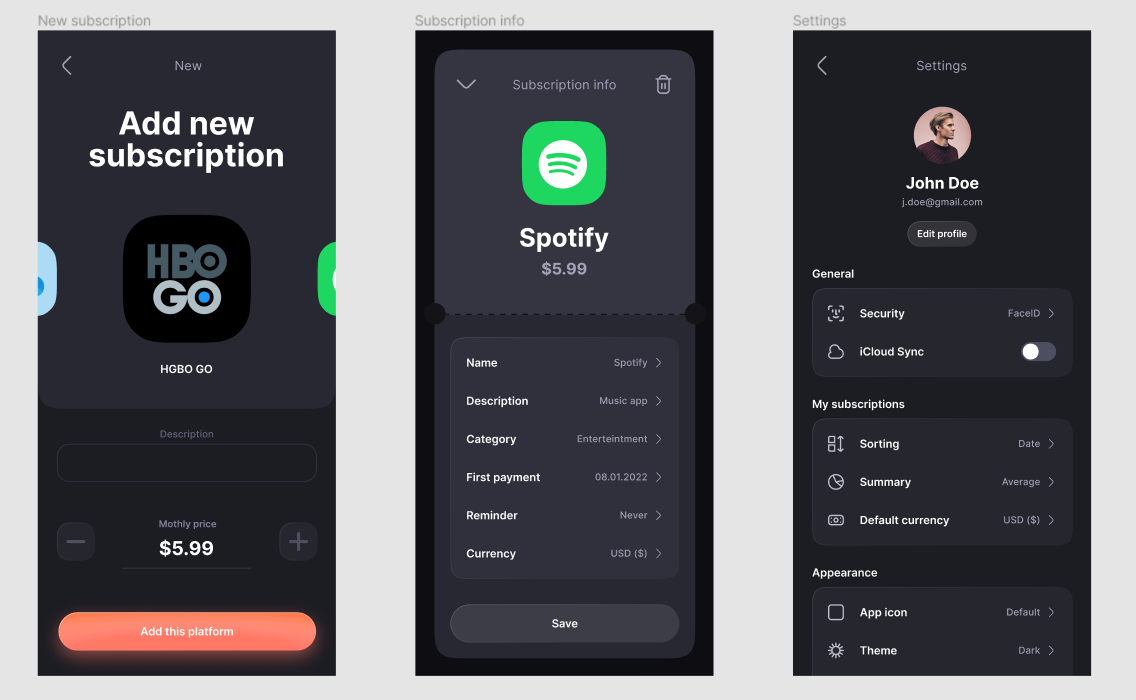 New subscription
New
Add new
subscription
HBO
GO
HGBO GO
Description
Mothly price
$5.99
Add this platform
Subscription info
Subscription info
Spotify
$5.99
Name
Spotify
Description
Music app
Category
Enterteintment
First payment
08.01.2022
Reminder
Never
Currency
USD ($)
Save
Settings
Settings
John Doe
j.doe@gmail.com
Edit profile
General
Security
FaceID
iCloud Sync
My subscriptions
Sorting
Date
Summary
Average
Default currency
USD ($)
Appearance
App icon
Default
Theme
Dark